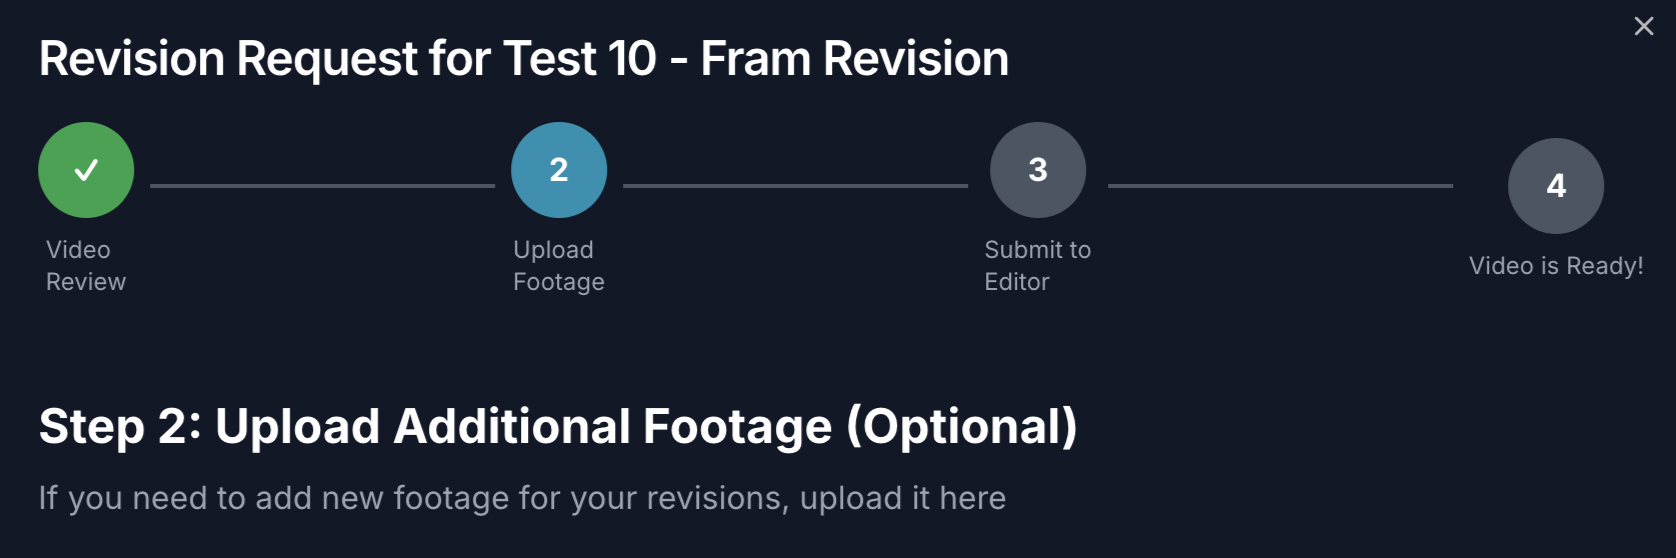 Revision Request for Test 10 - Fram Revision
2
3
4
Video
Review
Upload
Footage
Submit to
Editor
Video is Ready!
Step 2: Upload Additional Footage (Optional)
If you need to add new footage for your revisions, upload it here